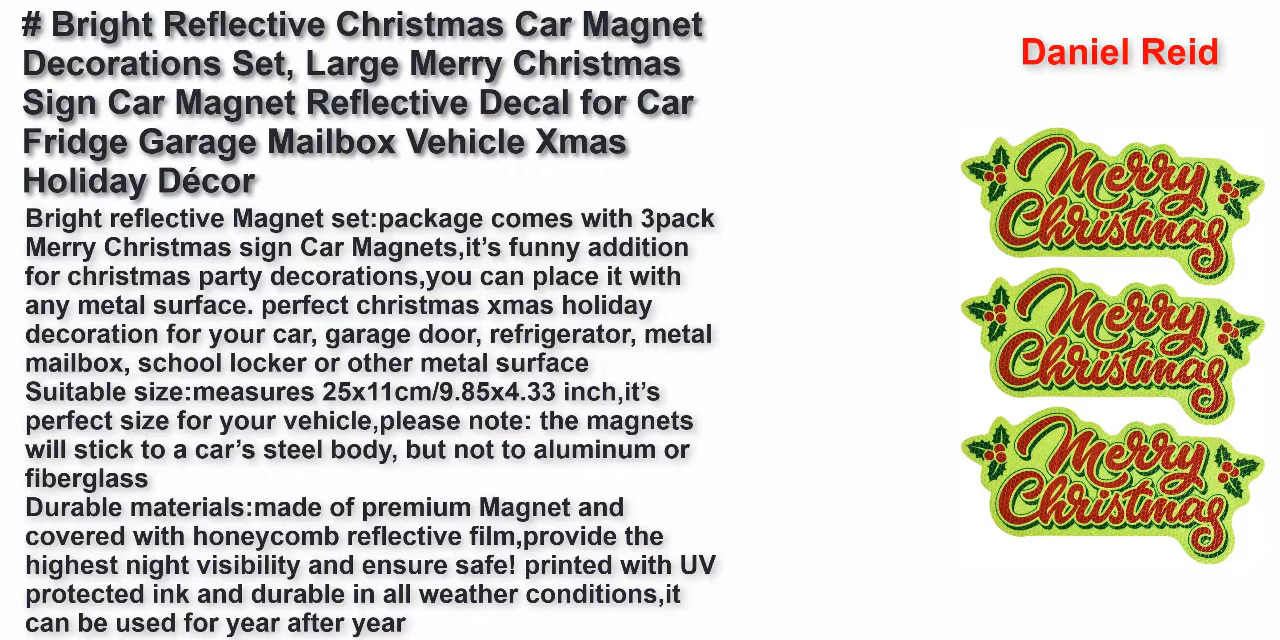 # Bright Reflective Christmas Car Magnet
Decorations Set, Large Merry Christmas
Sign Car Magnet Reflective Decal for Car
Fridge Garage Mailbox Vehicle Xmas
Holiday Décor
Bright reflective Magnet set:package comes with 3pack
Merry Christmas sign Car Magnets,it’s funny addition
for christmas party decorations,you can place it with
any metal surface. perfect christmas xmas holiday
decoration for your car, garage door, refrigerator, metal
mailbox, school locker or other metal surface
Suitable size:measures 25x11cm/9.85x4.33 inch,it’s
perfect size for your vehicle,please note: the magnets
will stick to a car’s steel body, but not to aluminum or
fiberglass
Durable materials:made of premium Magnet and
covered with honeycomb reflective film,provide the
highest night visibility and ensure safe! printed with UV
protected ink and durable in all weather conditions,it
can be used for year after year
Daniel Reid
Merry
Christmas
Merry
Christmas
Merry
Christmas